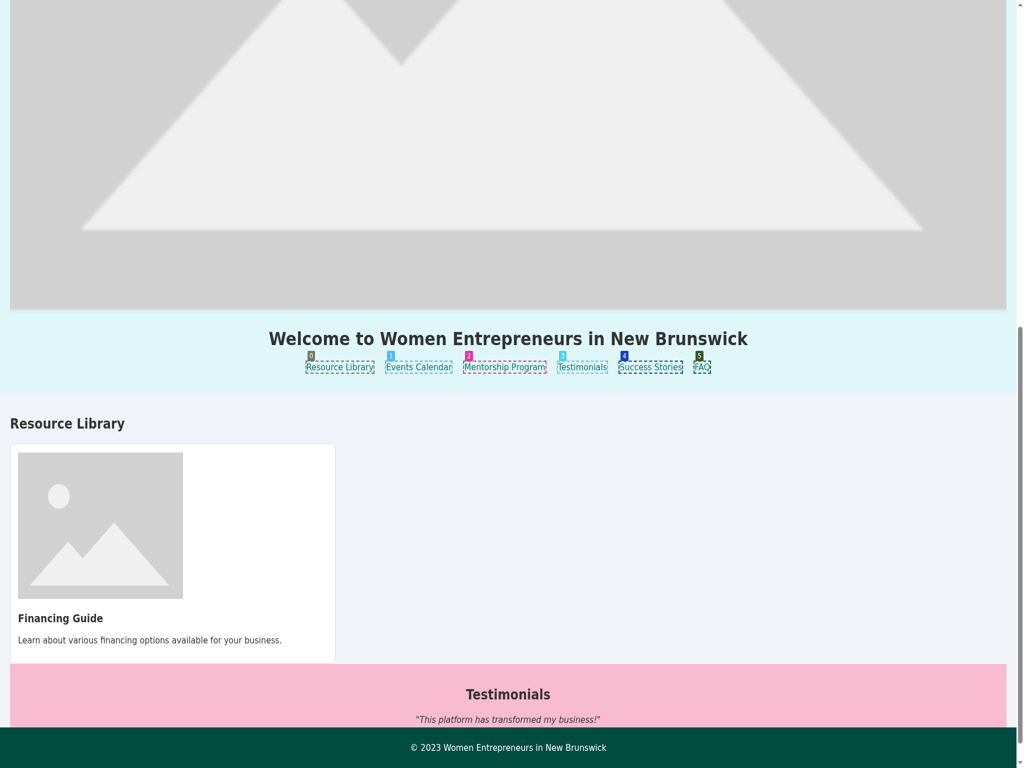 Welcome to Women Entrepreneurs in New Brunswick
0 1 2 3 4 5
Resource Library Events Calendar Mentorship Program Testimonials Success Stories FAQ
Resource Library
Financing Guide
Learn about various financing options available for your business.
Testimonials
"This platform has transformed my business!"
© 2023 Women Entrepreneurs in New Brunswick